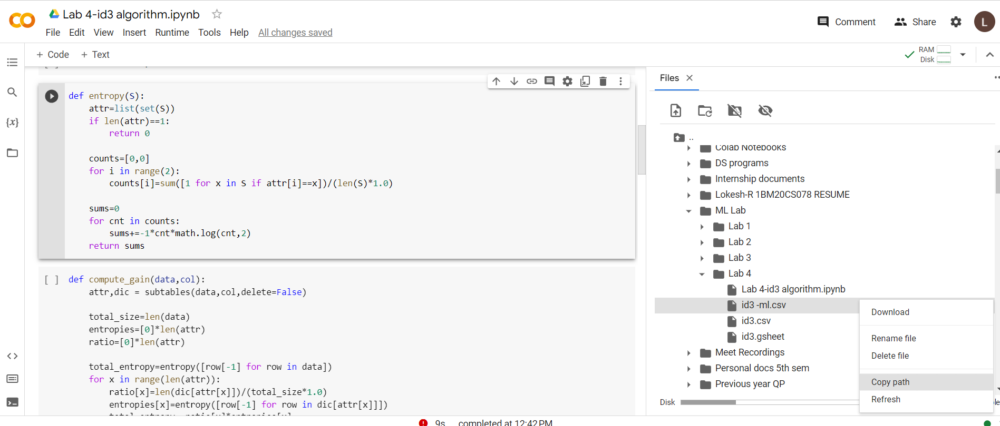 Lab 4-id3 algorithm.ipynb
File Edit View Insert Runtime Tools Help All changes saved
Comment Share L
+ Code + Text
RAM
Disk
def entropy(S):
    attr=list(set(S))
    if len(attr)==1:
        return 0
    counts=[0,0]
    for i in range(2):
        counts[i]=sum([1 for x in S if attr[i]==x])/(len(S)*1.0)
    sums=0
    for cnt in counts:
        sums+=-1*cnt*math.log(cnt,2)
    return sums
[ ] def compute_gain(data,col):
    attr,dic = subtables(data,col,delete=False)
    total_size=len(data)
    entropies=[0]*len(attr)
    ratio=[0]*len(attr)
    total_entropy=entropy([row[-1] for row in data])
    for x in range(len(attr)):
        ratio[x]=len(dic[attr[x]])/(total_size*1.0)
        entropies[x]=entropy([row[-1] for row in dic[attr[x]]])
        total_entropy-=ratio[x]*entropies[x]
Files
..
Colab Notebooks
DS programs
Internship documents
Lokesh-R 1BM20CS078 RESUME
ML Lab
Lab 1
Lab 2
Lab 3
Lab 4
Lab 4-id3 algorithm.ipynb
id3 -ml.csv
id3.csv
id3.gsheet
Meet Recordings
Personal docs 5th sem
Previous year QP
Download
Rename file
Delete file
Copy path
Refresh
Disk
9s completed at 12:42 PM